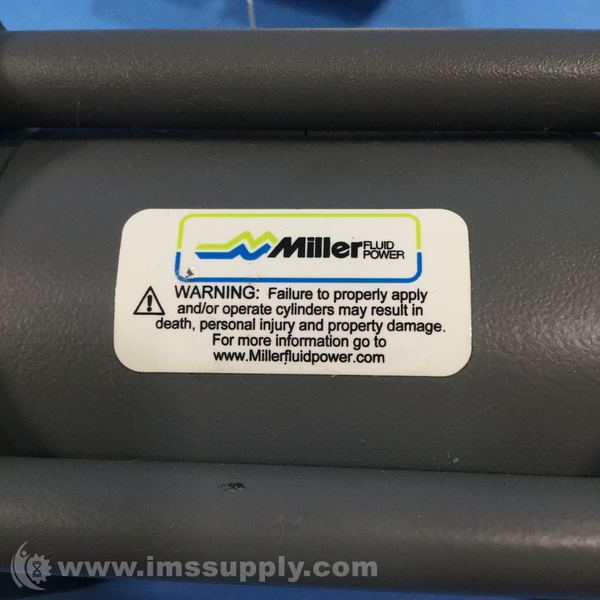 Miller FLUID POWER
WARNING: Failure to properly apply
and/or operate cylinders may result in
death, personal injury and property damage.
For more information go to
www.Millerfluidpower.com
www.imssupply.com